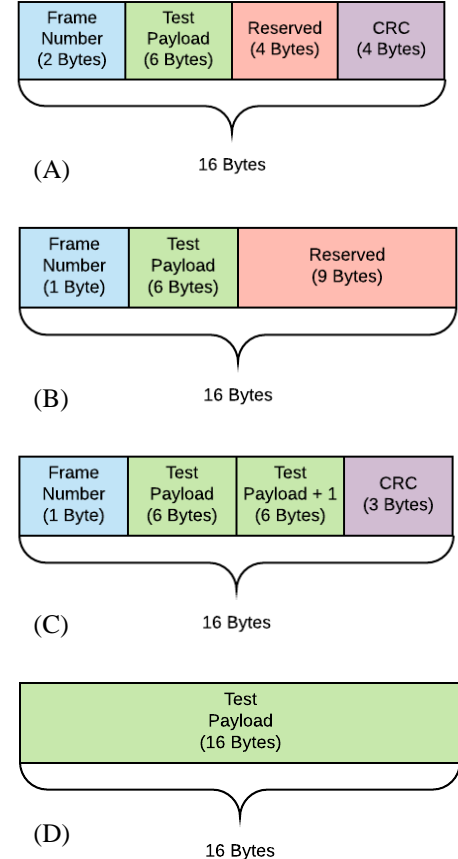 Frame
Number
(2 Bytes)
Test
Payload
(6 Bytes)
Reserved
(4 Bytes)
CRC
(4 Bytes)
16 Bytes
(A)
Frame
Number
(1 Byte)
Test
Payload
(6 Bytes)
Reserved
(9 Bytes)
16 Bytes
(B)
Frame
Number
(1 Byte)
Test
Payload
(6 Bytes)
Test
Payload + 1
(6 Bytes)
CRC
(3 Bytes)
16 Bytes
(C)
Test
Payload
(16 Bytes)
16 Bytes
(D)